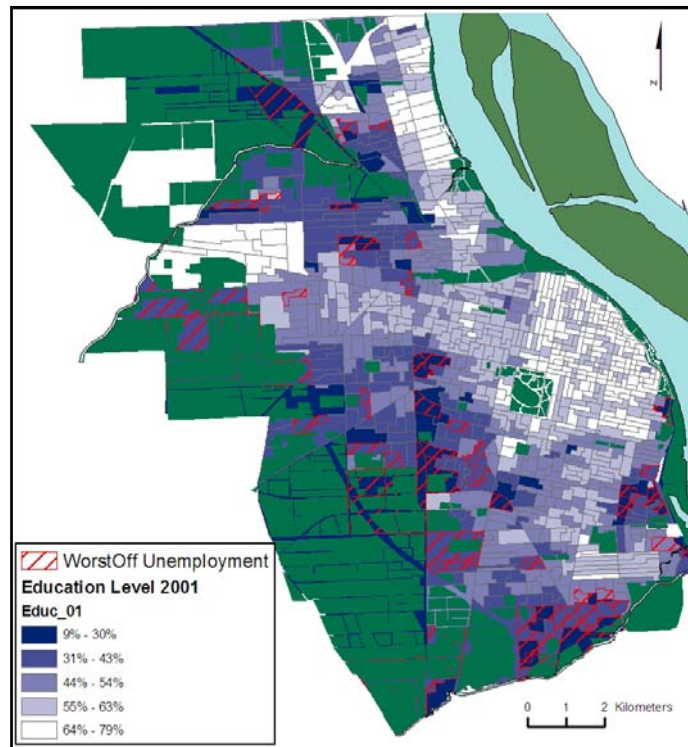 N
WorstOff Unemployment
Education Level 2001
Educ_01
9% - 30%
31% - 43%
44% - 54%
55% - 63%
64% - 79%
0 1 2 Kilometers